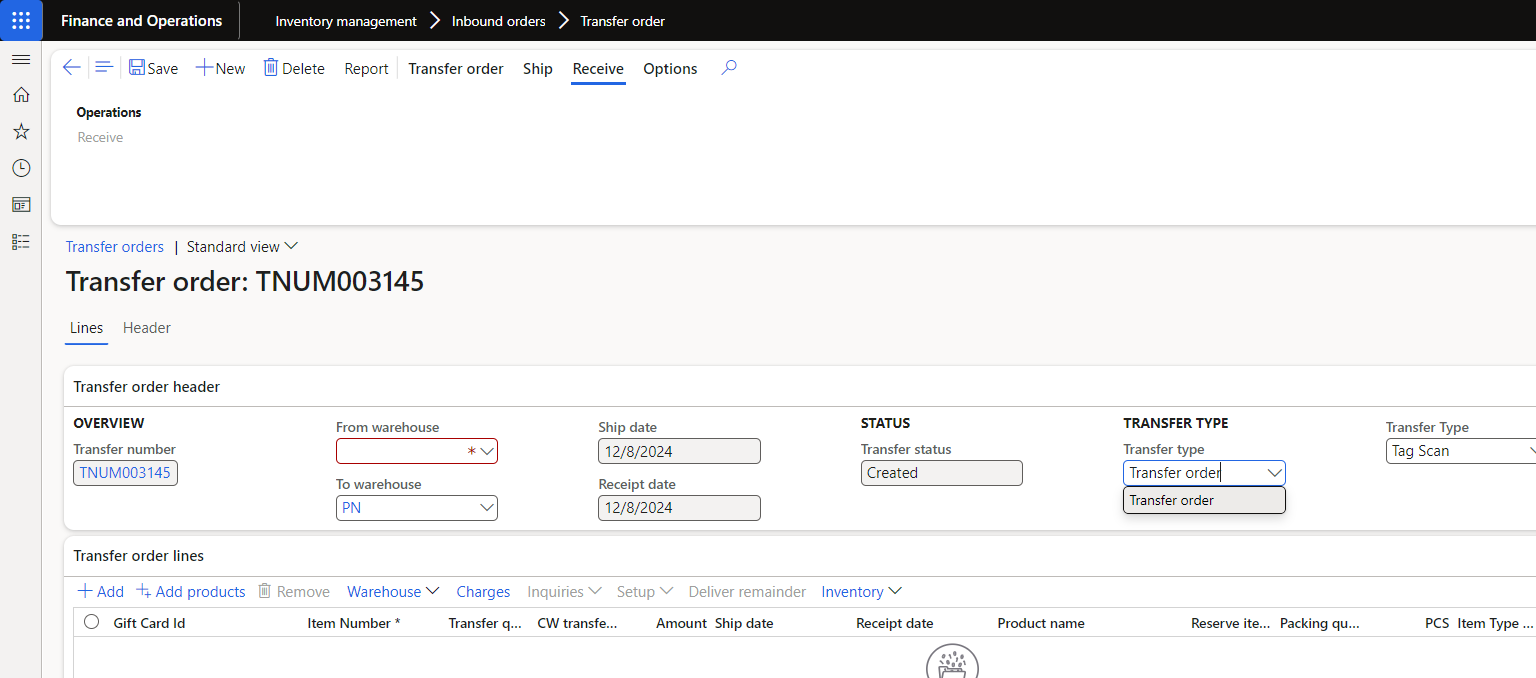 Finance and Operations
Inventory management > Inbound orders > Transfer order
Save New Delete Report Transfer order Ship Receive Options
Operations
Receive
Transfer orders | Standard view
Transfer order: TNUM003145
Lines Header
Transfer order header
OVERVIEW
Transfer number
TNUM003145
From warehouse
*
To warehouse
PN
Ship date
12/8/2024
Receipt date
12/8/2024
STATUS
Transfer status
Created
TRANSFER TYPE
Transfer type
Transfer order
Transfer order
Transfer Type
Tag Scan
Transfer order lines
Add Add products Remove Warehouse Charges Inquiries Setup Deliver remainder Inventory
Gift Card Id Item Number * Transfer q... CW transfe... Amount Ship date Receipt date Product name Reserve ite... Packing qu... PCS Item Type ...